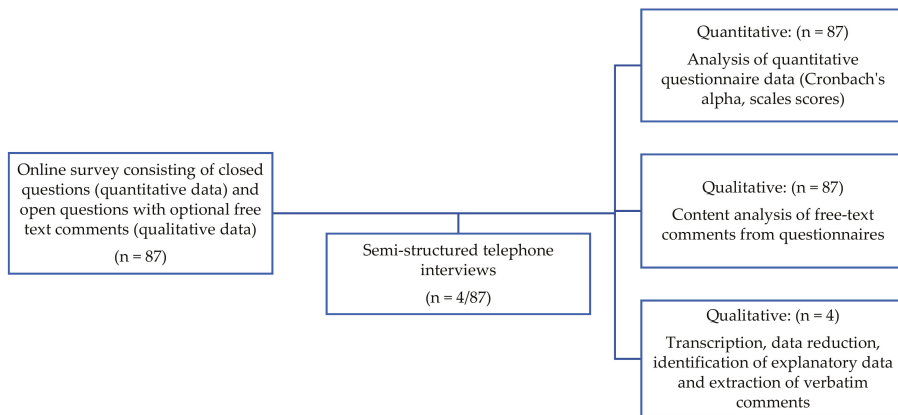 Online survey consisting of closed
questions (quantitative data) and
open questions with optional free
text comments (qualitative data)
(n = 87)
Semi-structured telephone
interviews
(n = 4/87)
Quantitative: (n = 87)
Analysis of quantitative
questionnaire data (Cronbach's
alpha, scales scores)
Qualitative: (n = 87)
Content analysis of free-text
comments from questionnaires
Qualitative: (n = 4)
Transcription, data reduction,
identification of explanatory data
and extraction of verbatim
comments